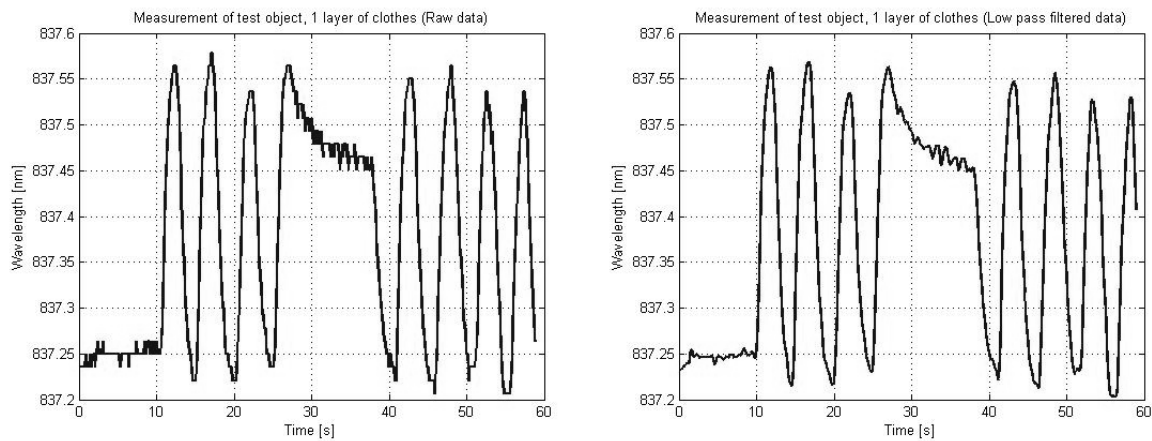 Measurement of test object, 1 layer of clothes (Raw data)
837.6
837.55
837.5
837.45
837.4
837.35
837.3
837.25
837.2
Wavelength [nm]
0 10 20 30 40 50 60
Time [s]
Measurement of test object, 1 layer of clothes (Low pass filtered data)
837.6
837.55
837.5
837.45
837.4
837.35
837.3
837.25
837.2
Wavelength [nm]
0 10 20 30 40 50 60
Time [s]